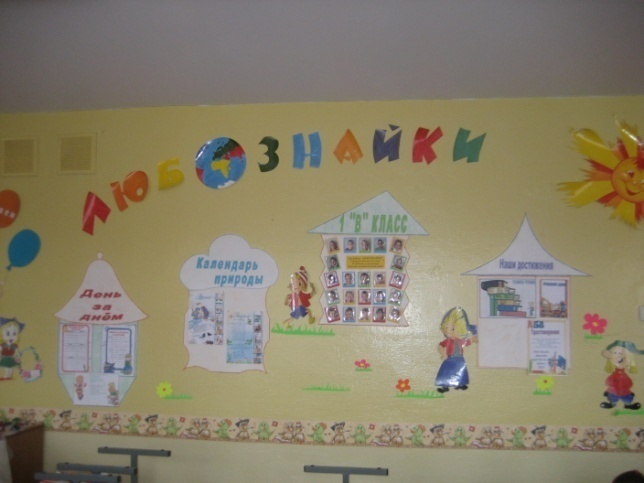 ЛЮБОЗНАЙКИ
День
за
днём
Календарь
природы
1 "В" КЛАСС
Наши достижения